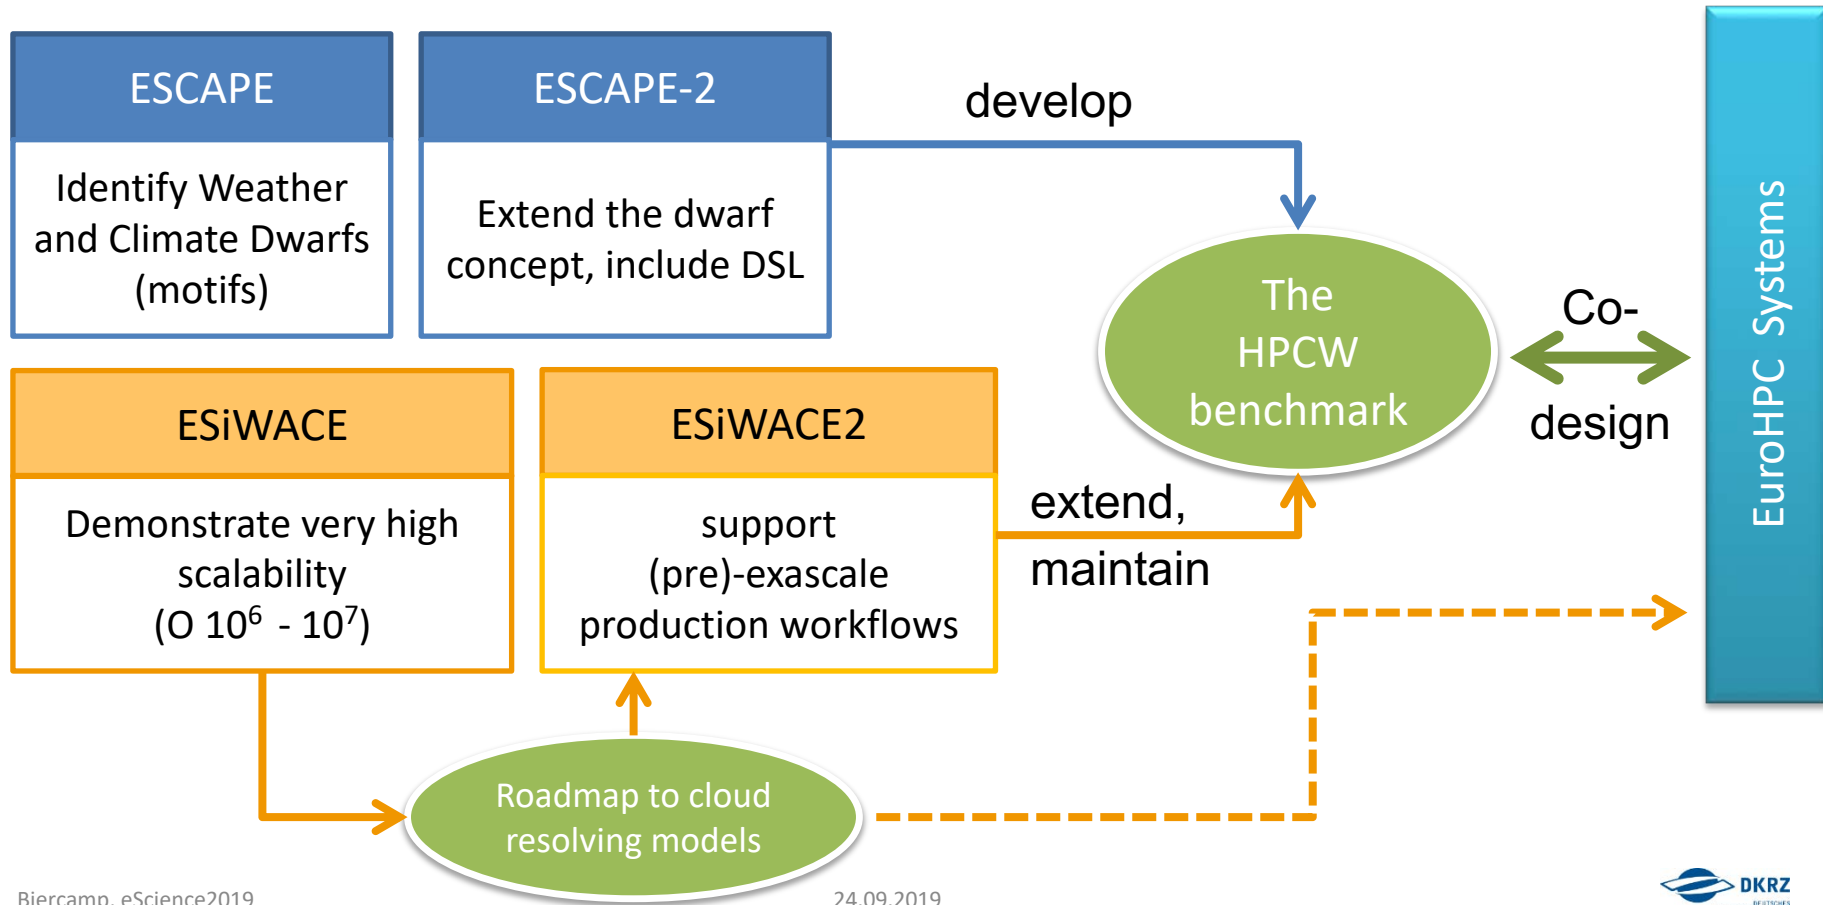 ESCAPE
Identify Weather
and Climate Dwarfs
(motifs)
ESCAPE-2
Extend the dwarf
concept, include DSL
develop
The
HPCW
benchmark
Co-
design
EuroHPC Systems
ESiWACE
Demonstrate very high
scalability
(O 10⁶ - 10⁷)
ESiWACE2
support
(pre)-exascale
production workflows
extend,
maintain
Roadmap to cloud
resolving models
Biercamp, eScience2019
24.09.2019
DKRZ
DEUTSCHES